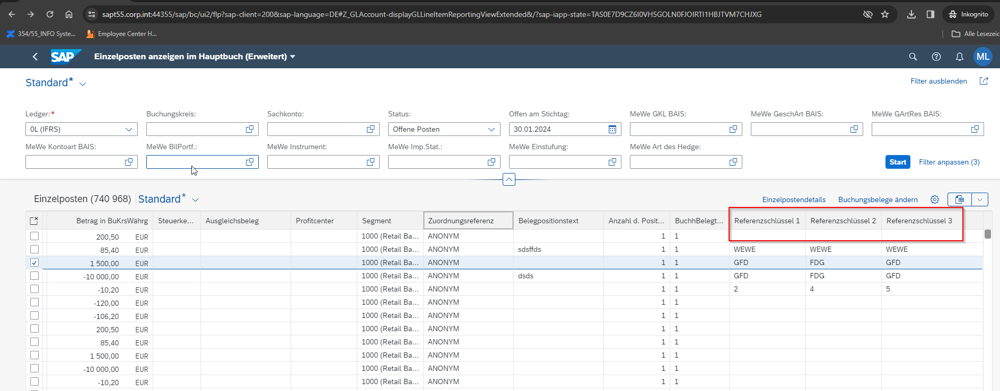 sapt55.corp.int:44355/sap/bc/ui2/flp?sap-client=200&sap-language=DE#Z_GLAccount-displayGLLineItemReportingViewExtended&/?sap-iapp-state=TAS0E7D9CZ6I0VH5GOLN0FJOIRTI1HBJTVM7CHJXG
Inkognito
354/55_INFO Syste...
Employee Center H...
Alle Lesezeic
SAP
Einzelposten anzeigen im Hauptbuch (Erweitert)
ML
Standard*
Filter ausblenden
Ledger:* Buchungskreis: Sachkonto: Status: Offen am Stichtag: MeWe GKL BAIS: MeWe GeschArt BAIS: MeWe GArtRes BAIS:
0L (IFRS) Offene Posten 30.01.2024
MeWe Kontoart BAIS: MeWe BilPortf.: MeWe Instrument: MeWe Imp.Stat.: MeWe Einstufung: MeWe Art des Hedge:
Start Filter anpassen (3)
Einzelposten (740 968) Standard* Einzelpostendetails Buchungsbelege ändern
Betrag in BuKrsWährg Steuerke... Ausgleichsbeleg Profitcenter Segment Zuordnungsreferenz Belegpositionstext Anzahl d. Posit... BuchhBelegt... Referenzschlüssel 1 Referenzschlüssel 2 Referenzschlüssel 3
200,50 EUR 1000 (Retail Ba... ANONYM 1 1
85,40 EUR 1000 (Retail Ba... ANONYM sdsffds 1 1 WEWE WEWE WEWE
1 500,00 EUR 1000 (Retail Ba... ANONYM 1 1 GFD FDG GFD
-10 000,00 EUR 1000 (Retail Ba... ANONYM dsds 1 1 GFD FDG GFD
-10,20 EUR 1000 (Retail Ba... ANONYM 1 1 2 4 5
-120,00 EUR 1000 (Retail Ba... ANONYM 1 1
-106,20 EUR 1000 (Retail Ba... ANONYM 1 1
200,50 EUR 1000 (Retail Ba... ANONYM 1 1
85,40 EUR 1000 (Retail Ba... ANONYM 1 1
1 500,00 EUR 1000 (Retail Ba... ANONYM 1 1
-10 000,00 EUR 1000 (Retail Ba... ANONYM 1 1
-10,20 EUR 1000 (Retail Ba... ANONYM 1 1